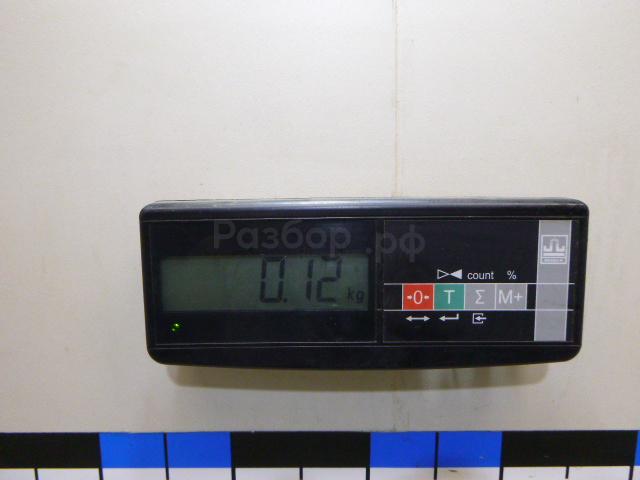 Разбор.рф
0.12 kg
count %
→0← T Σ M+